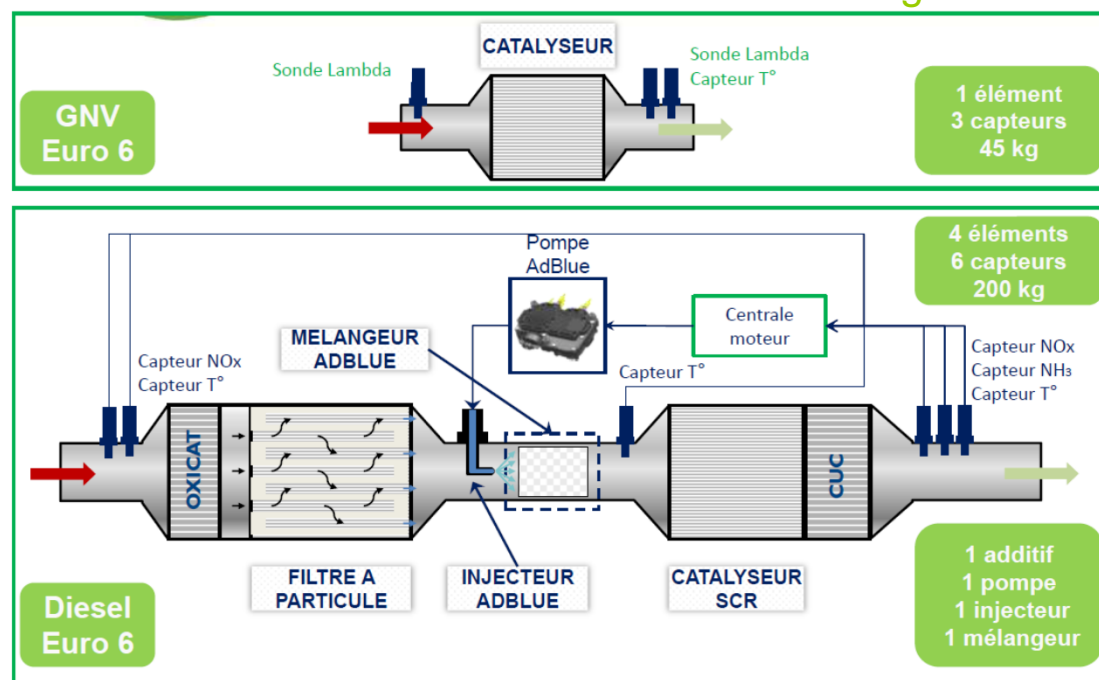 CATALYSEUR
Sonde Lambda
Sonde Lambda
Capteur T°
GNV
Euro 6
1 élément
3 capteurs
45 kg
4 éléments
6 capteurs
200 kg
Pompe
AdBlue
Centrale
moteur
MELANGEUR
ADBLUE
Capteur NOx
Capteur T°
Capteur T°
Capteur NOx
Capteur NH₃
Capteur T°
OXICAT
CUC
FILTRE A
PARTICULE
INJECTEUR
ADBLUE
CATALYSEUR
SCR
Diesel
Euro 6
1 additif
1 pompe
1 injecteur
1 mélangeur